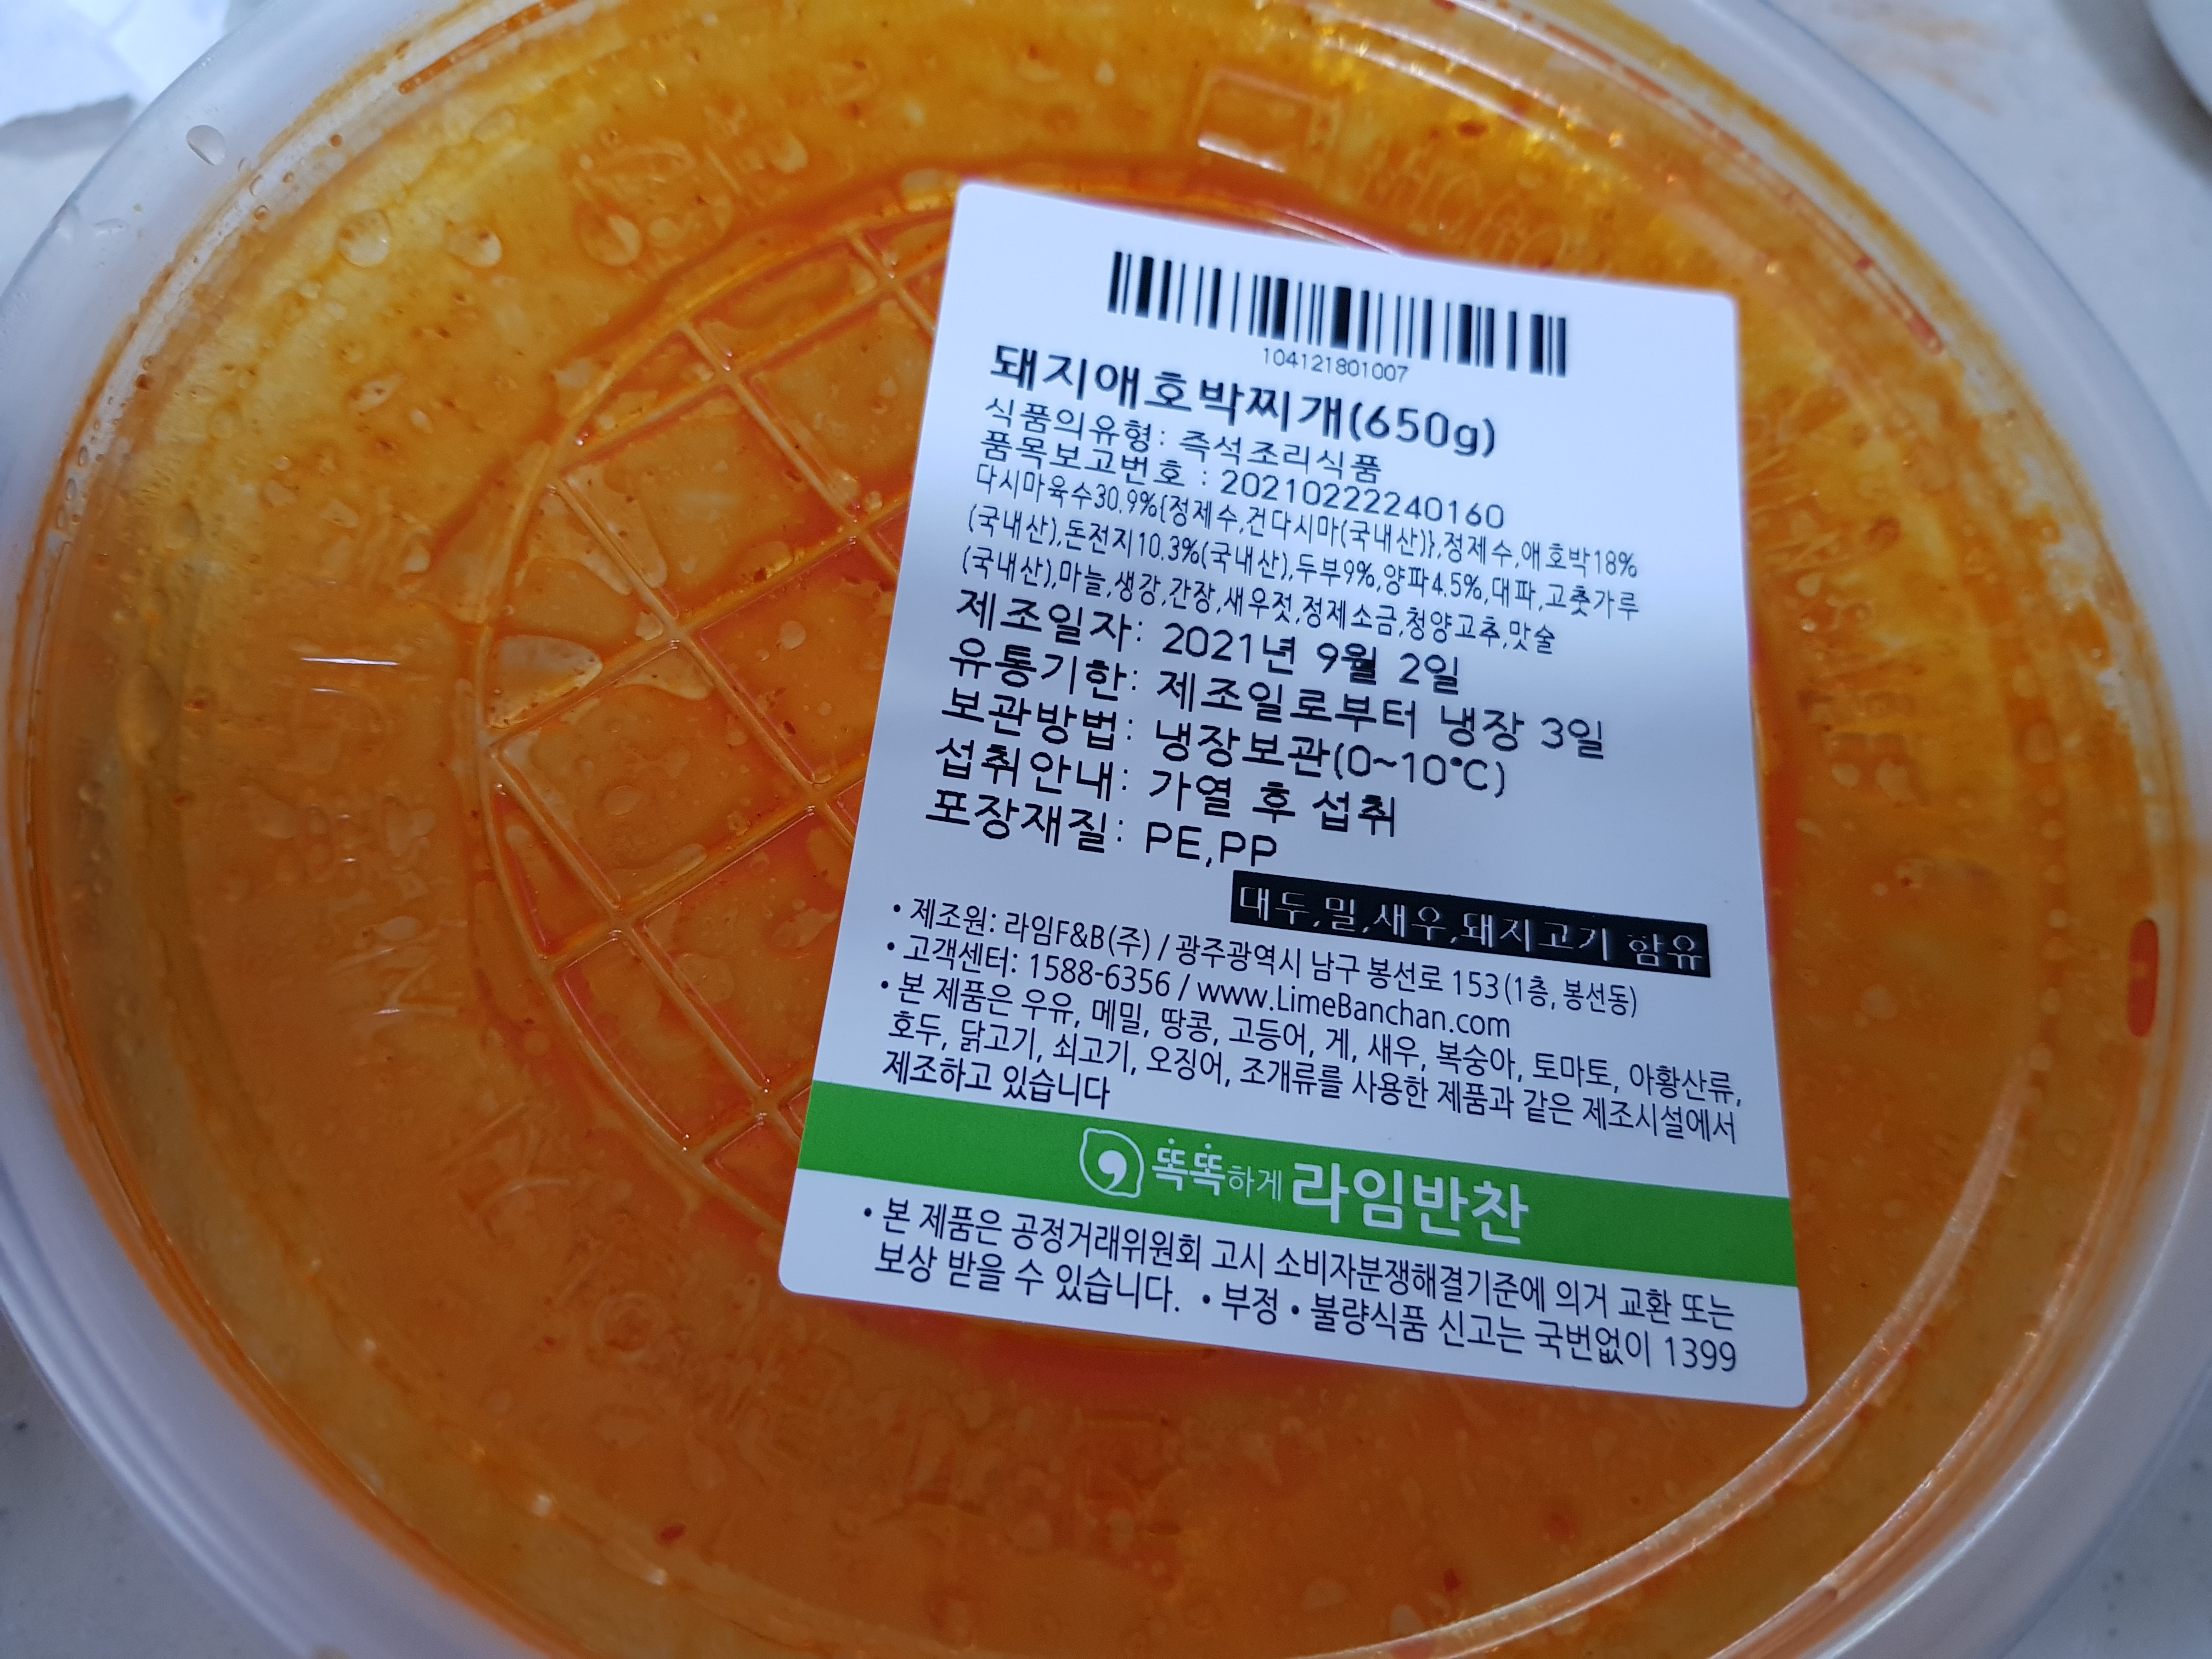 104121801007
돼지애호박찌개(650g)
식품의유형: 즉석조리식품
품목보고번호 : 20210222240160
다시마육수30.9%{정제수,건다시마(국내산)},정제수,애호박18%
(국내산),돈전지10.3%(국내산),두부9%,양파4.5%,대파,고춧가루
(국내산),마늘,생강,간장,새우젓,정제소금,청양고추,맛술
제조일자: 2021년 9월 2일
유통기한: 제조일로부터 냉장 3일
보관방법: 냉장보관(0~10℃)
섭취안내: 가열 후 섭취
포장재질: PE,PP
대두,밀,새우,돼지고기 함유
• 제조원: 라임F&B(주) / 광주광역시 남구 봉선로 153(1층, 봉선동)
• 고객센터: 1588-6356 / www.LimeBanchan.com
• 본 제품은 우유, 메밀, 땅콩, 고등어, 게, 새우, 복숭아, 토마토, 아황산류,
호두, 닭고기, 쇠고기, 오징어, 조개류를 사용한 제품과 같은 제조시설에서
제조하고 있습니다
똑똑하게 라임반찬
• 본 제품은 공정거래위원회 고시 소비자분쟁해결기준에 의거 교환 또는
보상 받을 수 있습니다. • 부정 • 불량식품 신고는 국번없이 1399